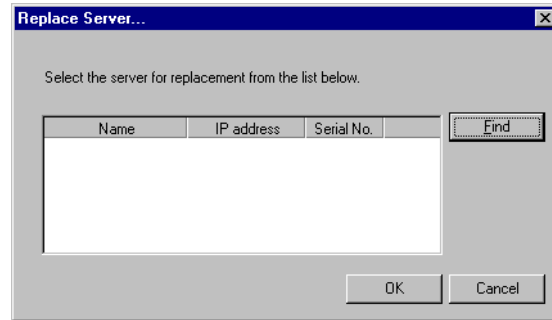 Replace Server...
Select the server for replacement from the list below.
Name IP address Serial No.
Find
OK Cancel